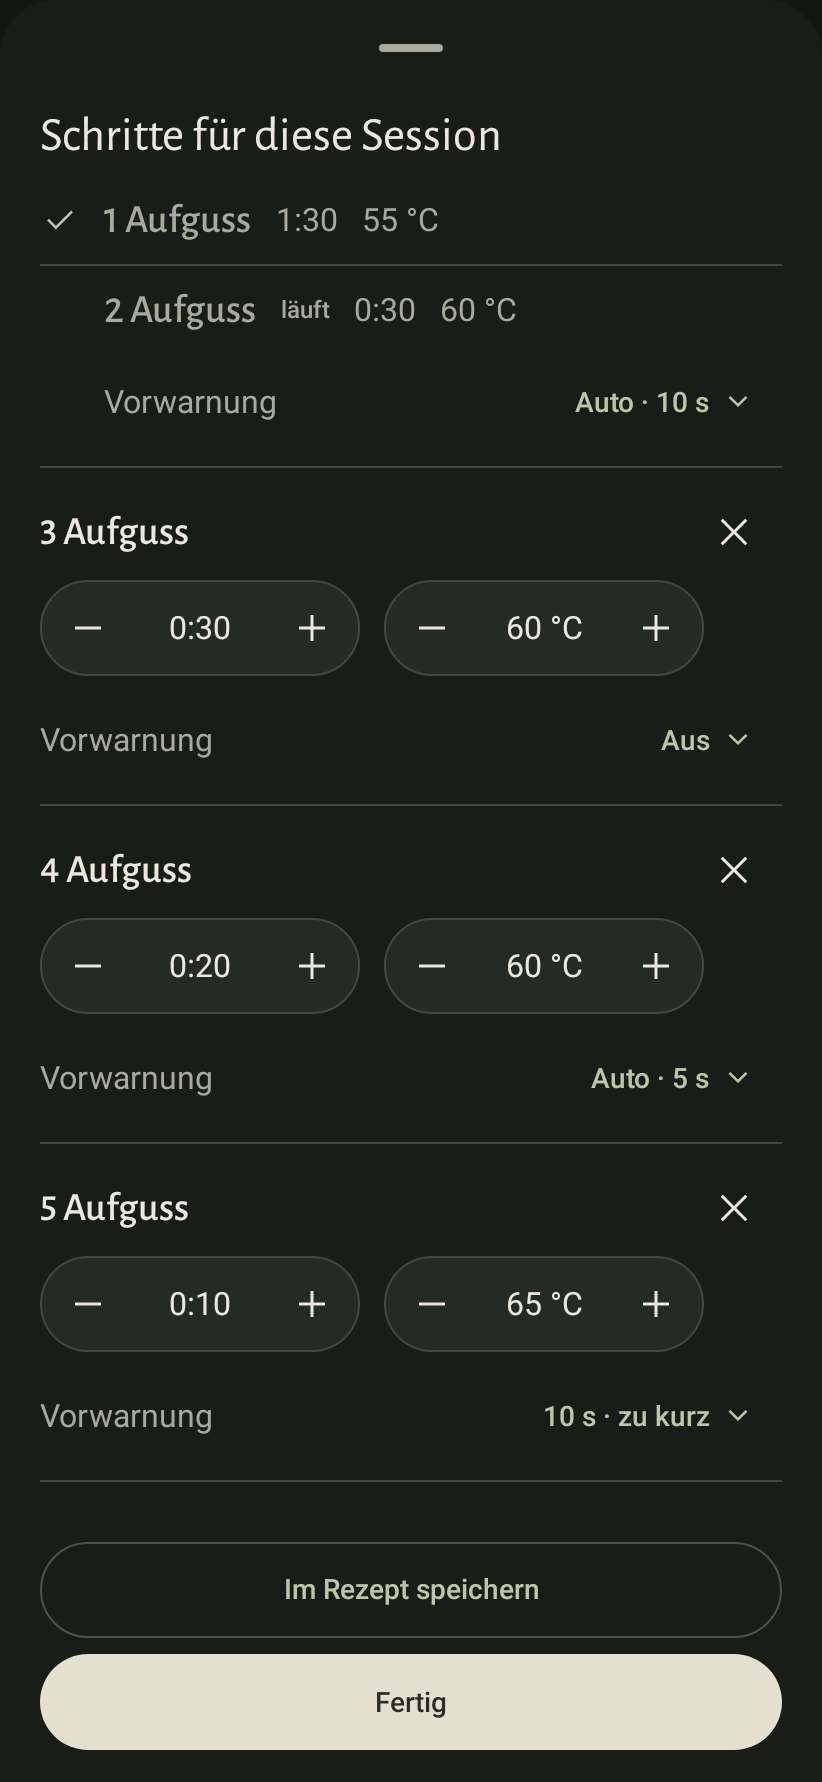 Schritte für diese Session
1 Aufguss 1:30 55 °C
2 Aufguss läuft 0:30 60 °C
Vorwarnung Auto · 10 s
3 Aufguss
0:30 60 °C
Vorwarnung Aus
4 Aufguss
0:20 60 °C
Vorwarnung Auto · 5 s
5 Aufguss
0:10 65 °C
Vorwarnung 10 s · zu kurz
Im Rezept speichern
Fertig